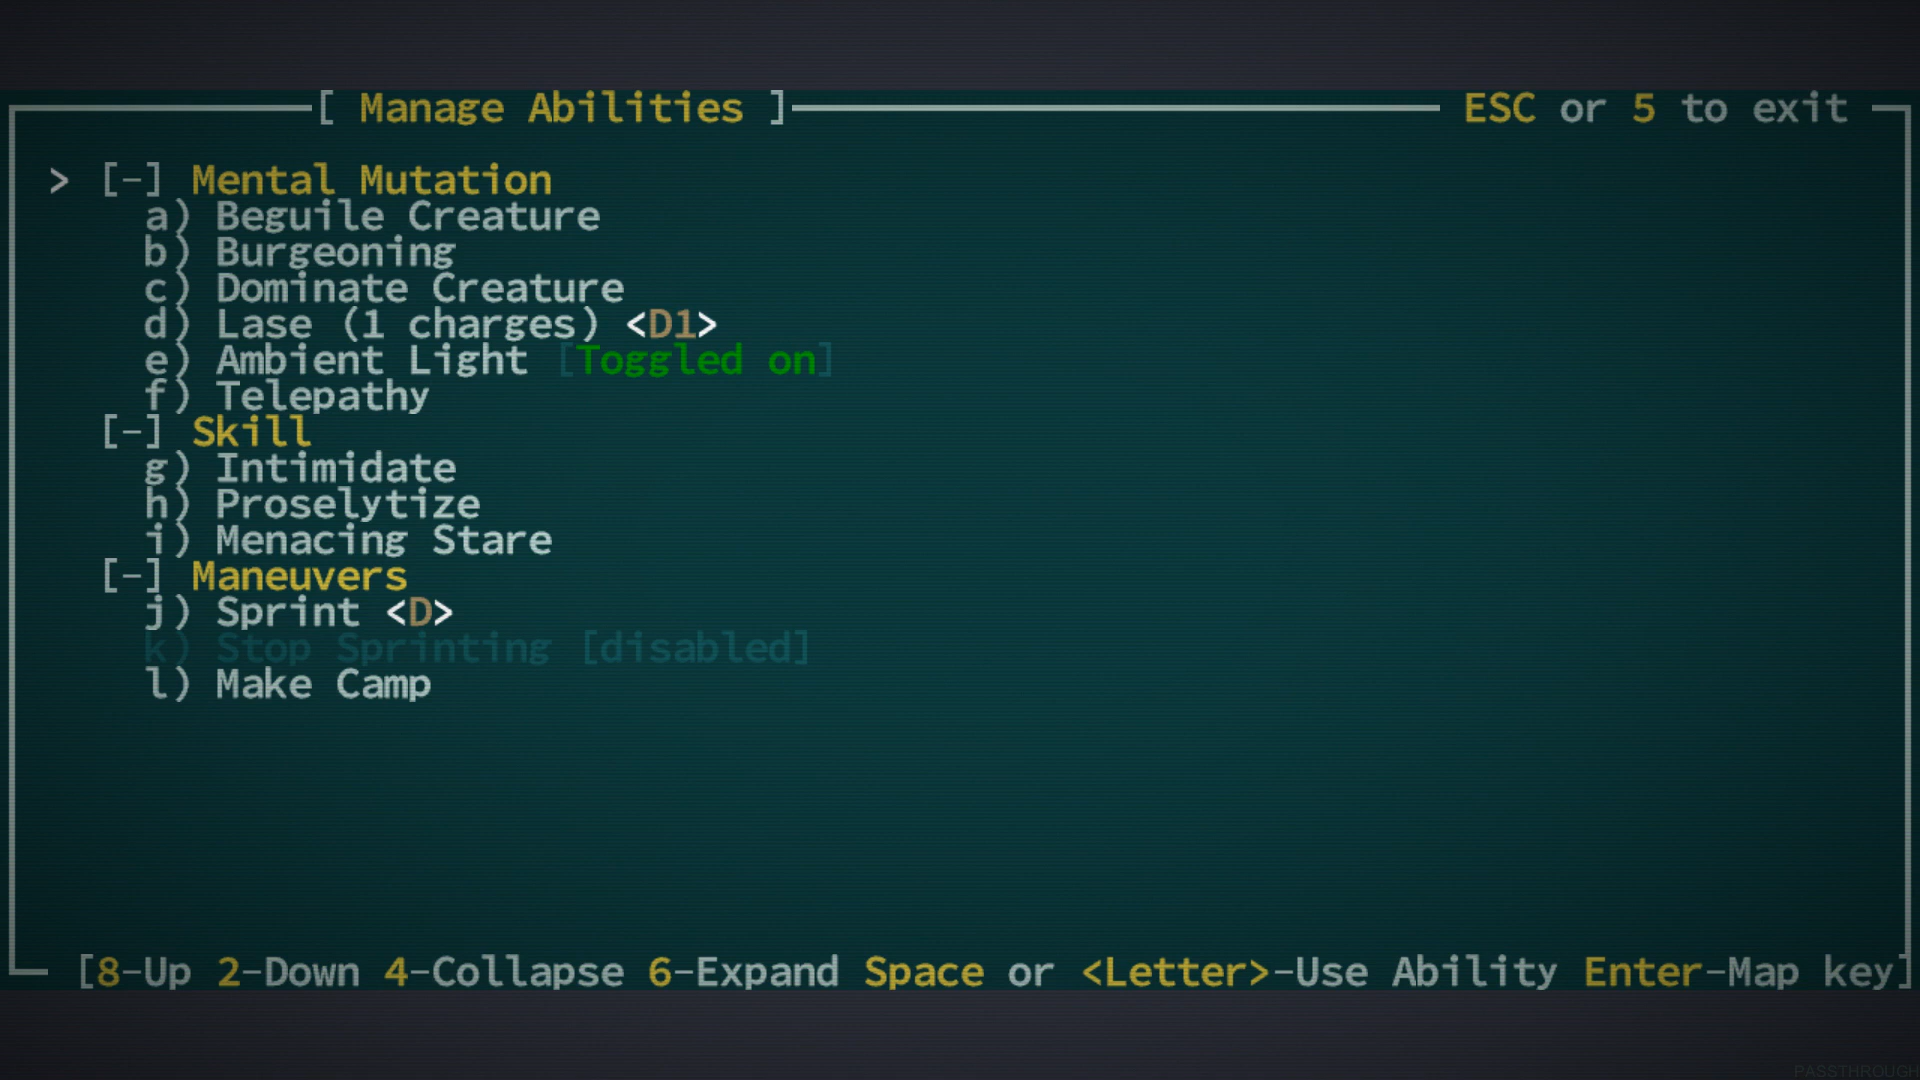 [ Manage Abilities ] ESC or 5 to exit
> [-] Mental Mutation
a) Beguile Creature
b) Burgeoning
c) Dominate Creature
d) Lase (1 charges) <D1>
e) Ambient Light [Toggled on]
f) Telepathy
[-] Skill
g) Intimidate
h) Proselytize
i) Menacing Stare
[-] Maneuvers
j) Sprint <D>
k) Stop Sprinting [disabled]
l) Make Camp
[8-Up 2-Down 4-Collapse 6-Expand Space or <Letter>-Use Ability Enter-Map key]
PASSTHROUGH